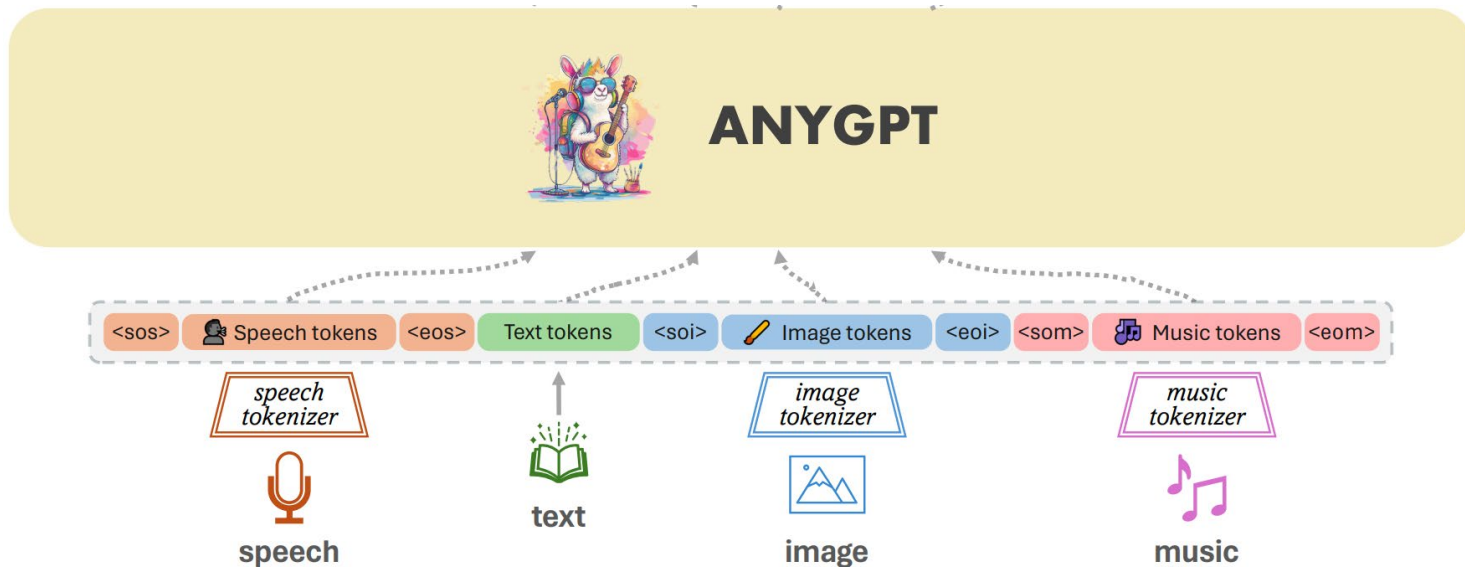 ANYGPT
<sos> Speech tokens <eos> Text tokens <soi> Image tokens <eoi> <som> Music tokens <eom>
speech tokenizer
image tokenizer
music tokenizer
text
speech
image
music